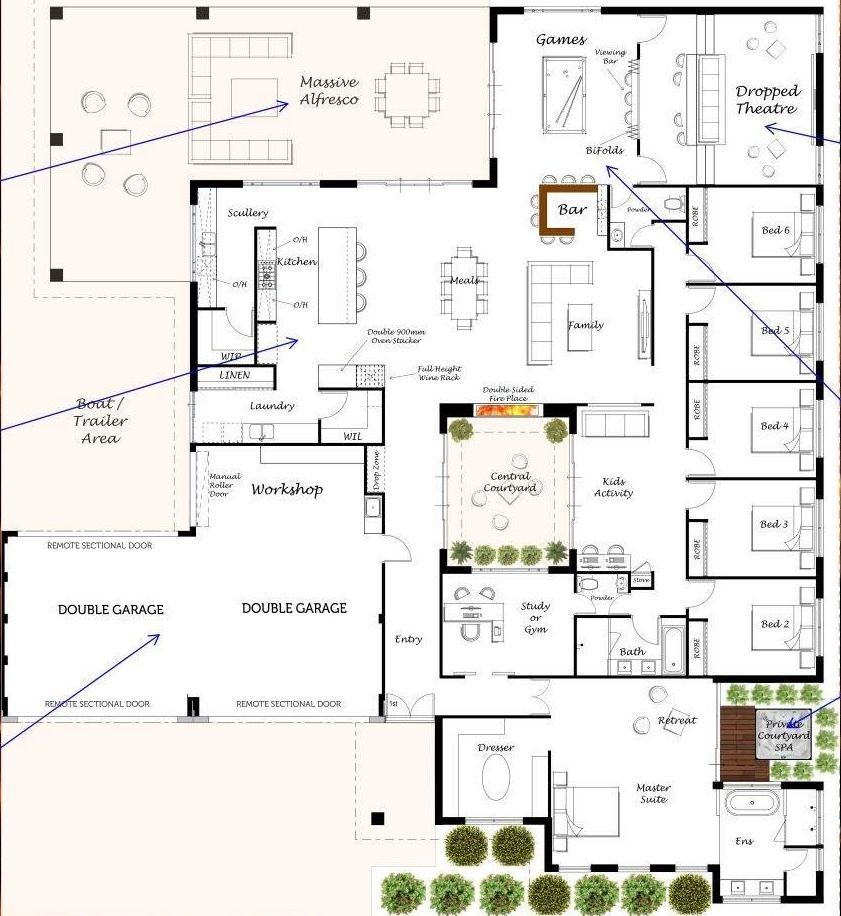 Games
Viewing
Bar
Massive
Alfresco
Dropped
Theatre
BiFolds
Scullery
Bar
Powder
ROBE
Bed 6
O/H
Kitchen
O/H
O/H
Meals
Family
Bed 5
ROBE
Double 900mm
Oven Stacker
WIP
LINEN
Full Height
Wine Rack
Double Sided
Fire Place
Boat /
Trailer
Area
Laundry
WIL
ROBE
Bed 4
Drop Zone
Manual
Roller
Door
Workshop
Central
Courtyard
Kids
Activity
Bed 3
ROBE
REMOTE SECTIONAL DOOR
DOUBLE GARAGE
DOUBLE GARAGE
Study
or
Gym
Powder
Store
Bed 2
ROBE
Entry
Bath
REMOTE SECTIONAL DOOR
REMOTE SECTIONAL DOOR
1st
Retreat
Private
Courtyard
SPA
Dresser
Master
Suite
Ens